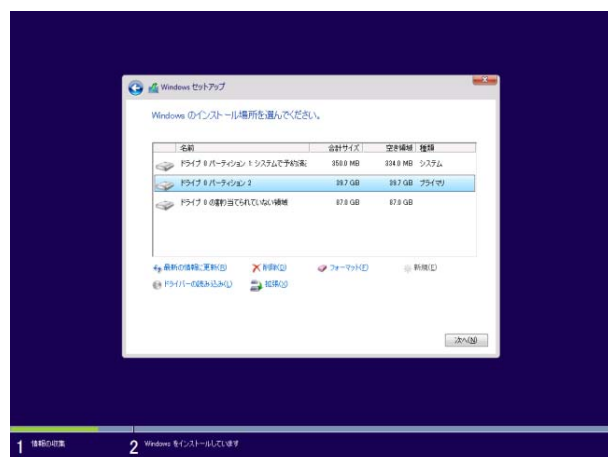 Windows セットアップ
Windows のインストール場所を選んでください。
名前 合計サイズ 空き領域 種類
ドライブ 0 パーティション 1: システムで予約済 350.0 MB 334.0 MB システム
ドライブ 0 パーティション 2 39.7 GB 39.7 GB プライマリ
ドライブ 0 の割り当てられていない領域 87.0 GB 87.0 GB
最新の情報に更新(R) 削除(D) フォーマット(F) 新規(E)
ドライバーの読み込み(L) 拡張(X)
次へ(N)
1 情報の収集 2 Windows をインストールしています